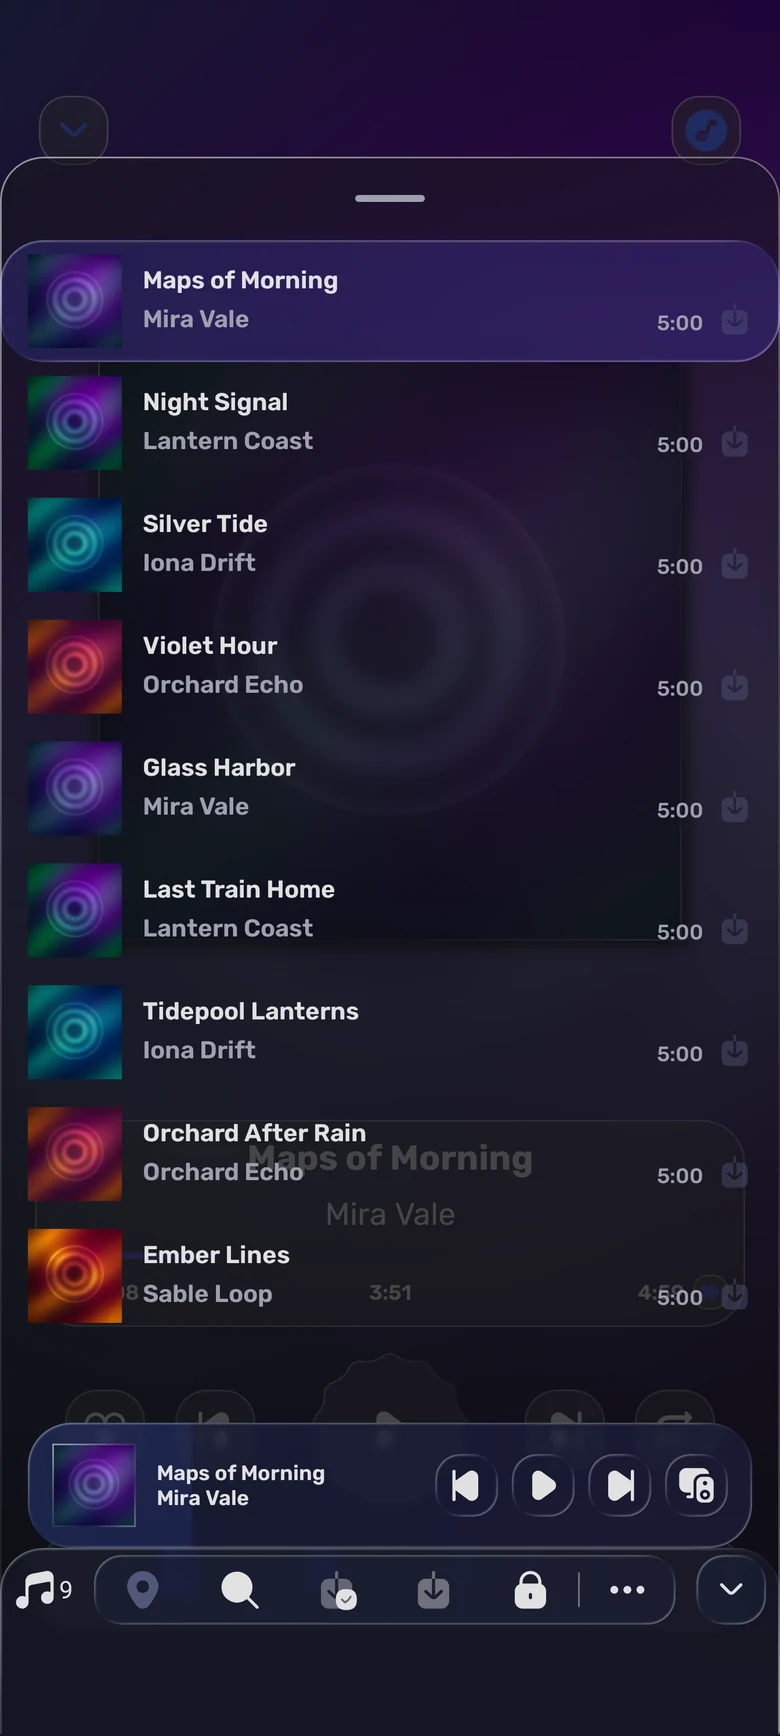 Maps of Morning
Mira Vale
5:00
Night Signal
Lantern Coast
5:00
Silver Tide
Iona Drift
5:00
Violet Hour
Orchard Echo
5:00
Glass Harbor
Mira Vale
5:00
Last Train Home
Lantern Coast
5:00
Tidepool Lanterns
Iona Drift
5:00
Orchard After Rain
Maps of Morning
Orchard Echo
5:00
Mira Vale
Ember Lines
Sable Loop
3:51
5:00
Maps of Morning
Mira Vale
9